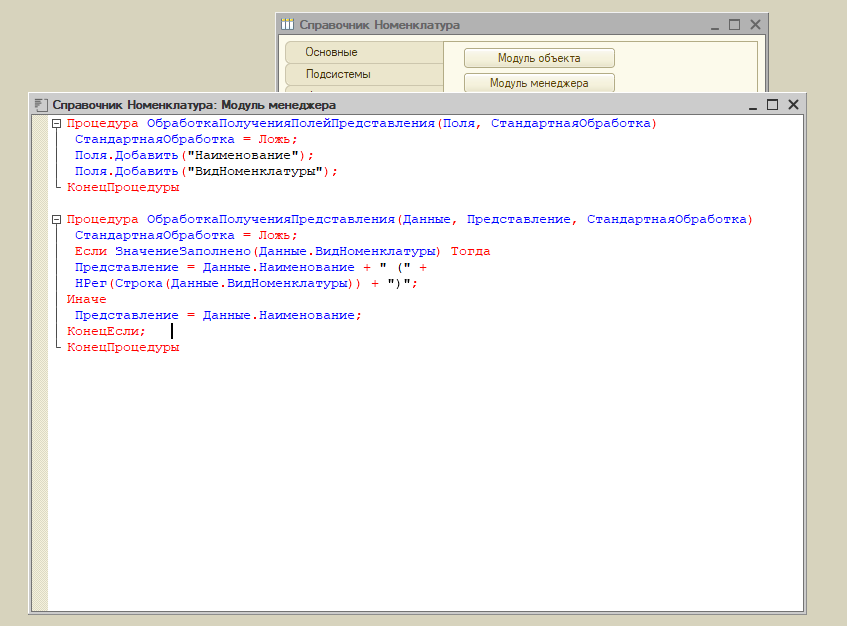 Справочник Номенклатура
Основные
Модуль объекта
Подсистемы
Модуль менеджера
Справочник Номенклатура: Модуль менеджера
Процедура ОбработкаПолученияПолейПредставления(Поля, СтандартнаяОбработка)
СтандартнаяОбработка = Ложь;
Поля.Добавить("Наименование");
Поля.Добавить("ВидНоменклатуры");
КонецПроцедуры
Процедура ОбработкаПолученияПредставления(Данные, Представление, СтандартнаяОбработка)
СтандартнаяОбработка = Ложь;
Если ЗначениеЗаполнено(Данные.ВидНоменклатуры) Тогда
Представление = Данные.Наименование + " (" +
НРег(Строка(Данные.ВидНоменклатуры)) + ")";
Иначе
Представление = Данные.Наименование;
КонецЕсли;
КонецПроцедуры